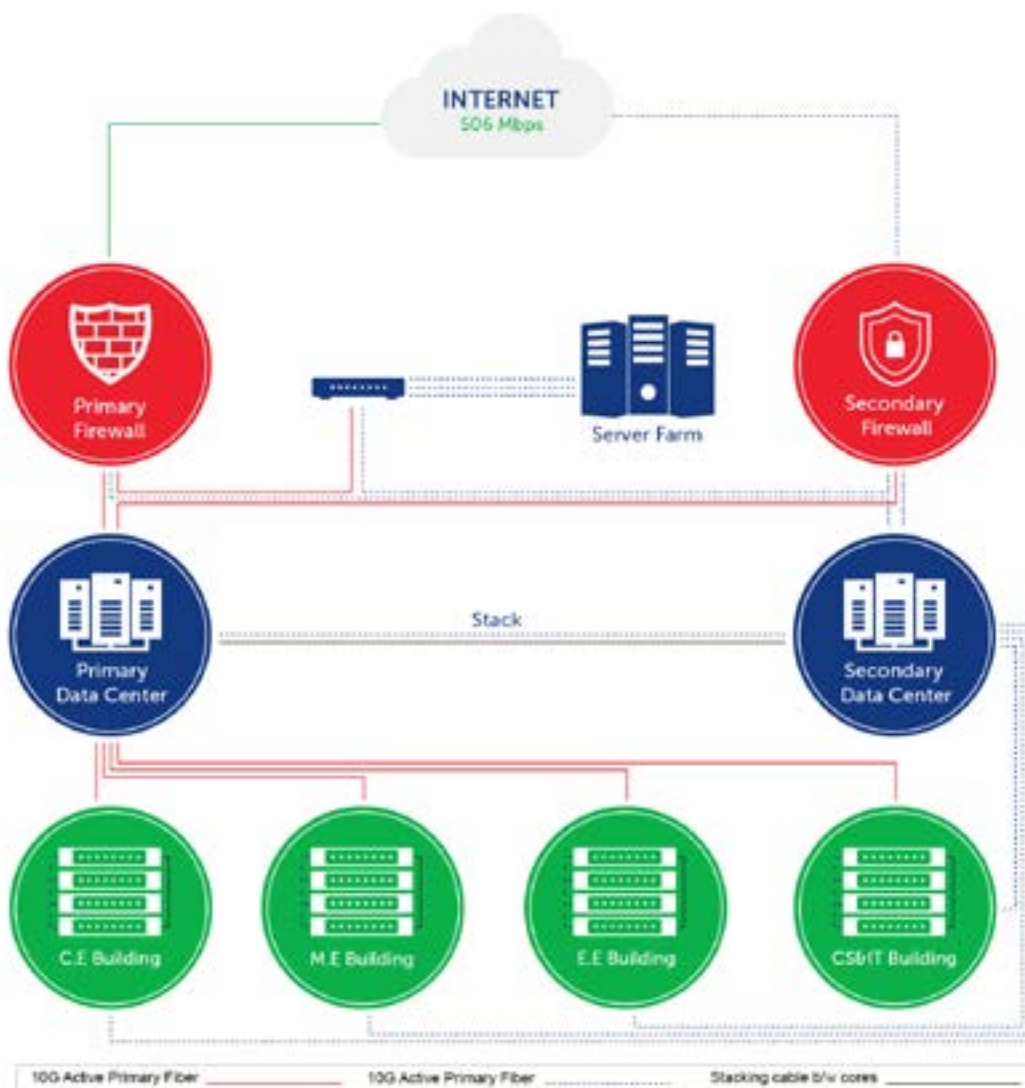 INTERNET
506 Mbps
Primary
Firewall
Server Farm
Secondary
Firewall
Stack
Primary
Data Center
Secondary
Data Center
C.E Building
M.E Building
E.E Building
CS&IT Building
10G Active Primary Fiber
10G Active Primary Fiber
Stacking cable b/w cores